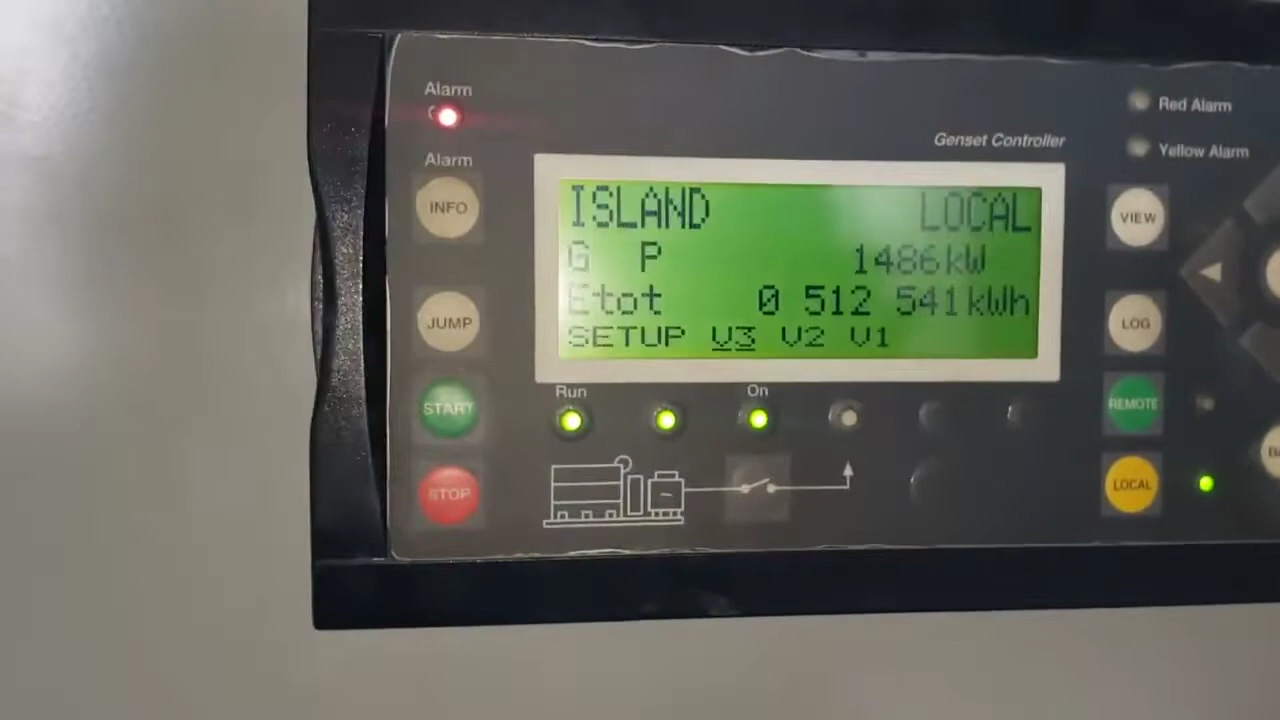 Alarm
Red Alarm
Genset Controller
Yellow Alarm
Alarm
INFO
ISLAND LOCAL
VIEW
G P 1486kW
Etot 0 512 541kWh
JUMP
SETUP V3 V2 V1
LOG
Run On
START
REMOTE
STOP
LOCAL